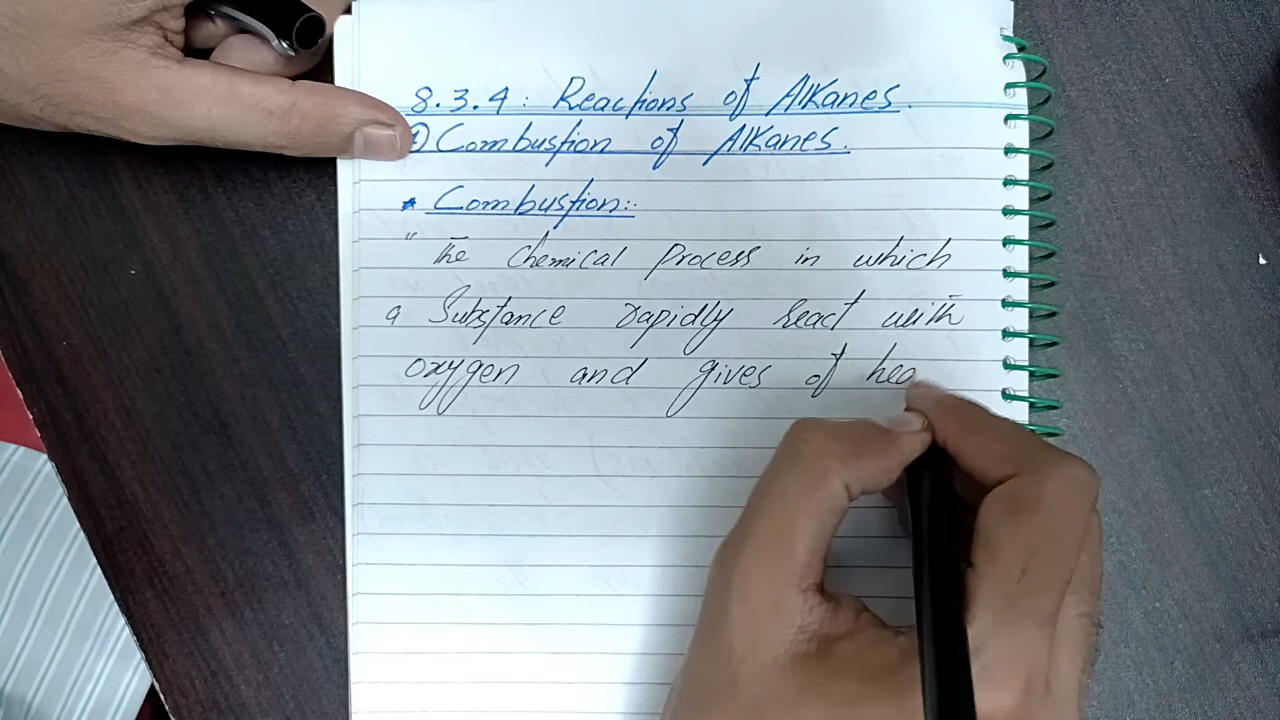 8.3.4: Reactions of Alkanes.
Combustion of Alkanes.
* Combustion::
" The Chemical Process in which
a Substance rapidly react with
oxygen and gives of hea